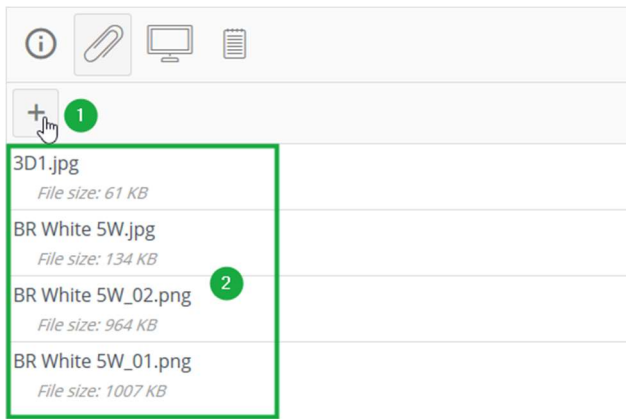 + 1
3D1.jpg
File size: 61 KB
BR White 5W.jpg
File size: 134 KB
2
BR White 5W_02.png
File size: 964 KB
BR White 5W_01.png
File size: 1007 KB